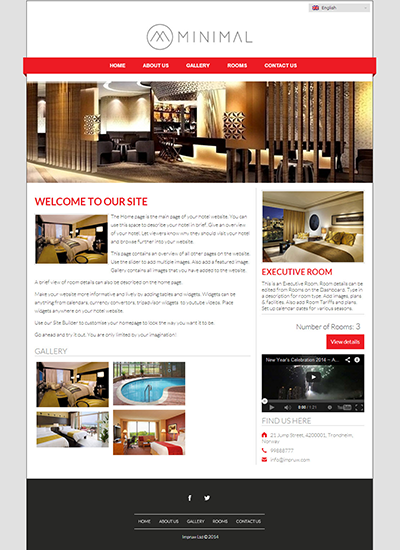 English
MINIMAL
HOME ABOUT US GALLERY ROOMS CONTACT US
WELCOME TO OUR SITE
The Home page is the main page of your hotel website. You can
use this space to describe your hotel in brief. Give an overview
of your hotel. Let viewers know why they should visit your hotel
and browse further into your website.
This page contains an overview of all other pages on the website.
Use the slider to add multiple images. Also add a featured image.
Gallery contains all images that you have added to the website.
A brief view of room details can also be described on the home page.
Make your website more informative and lively by adding tables and widgets. Widgets can be
anything from calendars, currency convertors, tripadvisor widgets to youtube videos. Place
widgets anywhere on your hotel website.
Use our Site Builder to customise your homepage to look the way you want it to be.
Go ahead and try it out. You are only limited by your imagination!
GALLERY
EXECUTIVE ROOM
This is an Executive Room. Room details can be
edited from Rooms on the Dashboard. Type in
a description for room type. Add images, plans
& facilities. Also add Room Tariffs and plans.
Set up calendar dates for various seasons.
Number of Rooms: 3
View details
New Year's Celebration 2014 – A...
FIND US HERE
21 Jump Street, 4200001, Trondheim,
Norway
99888777
info@impruw.com
HOME ABOUT US GALLERY ROOMS CONTACT US
Impruw Ltd © 2014